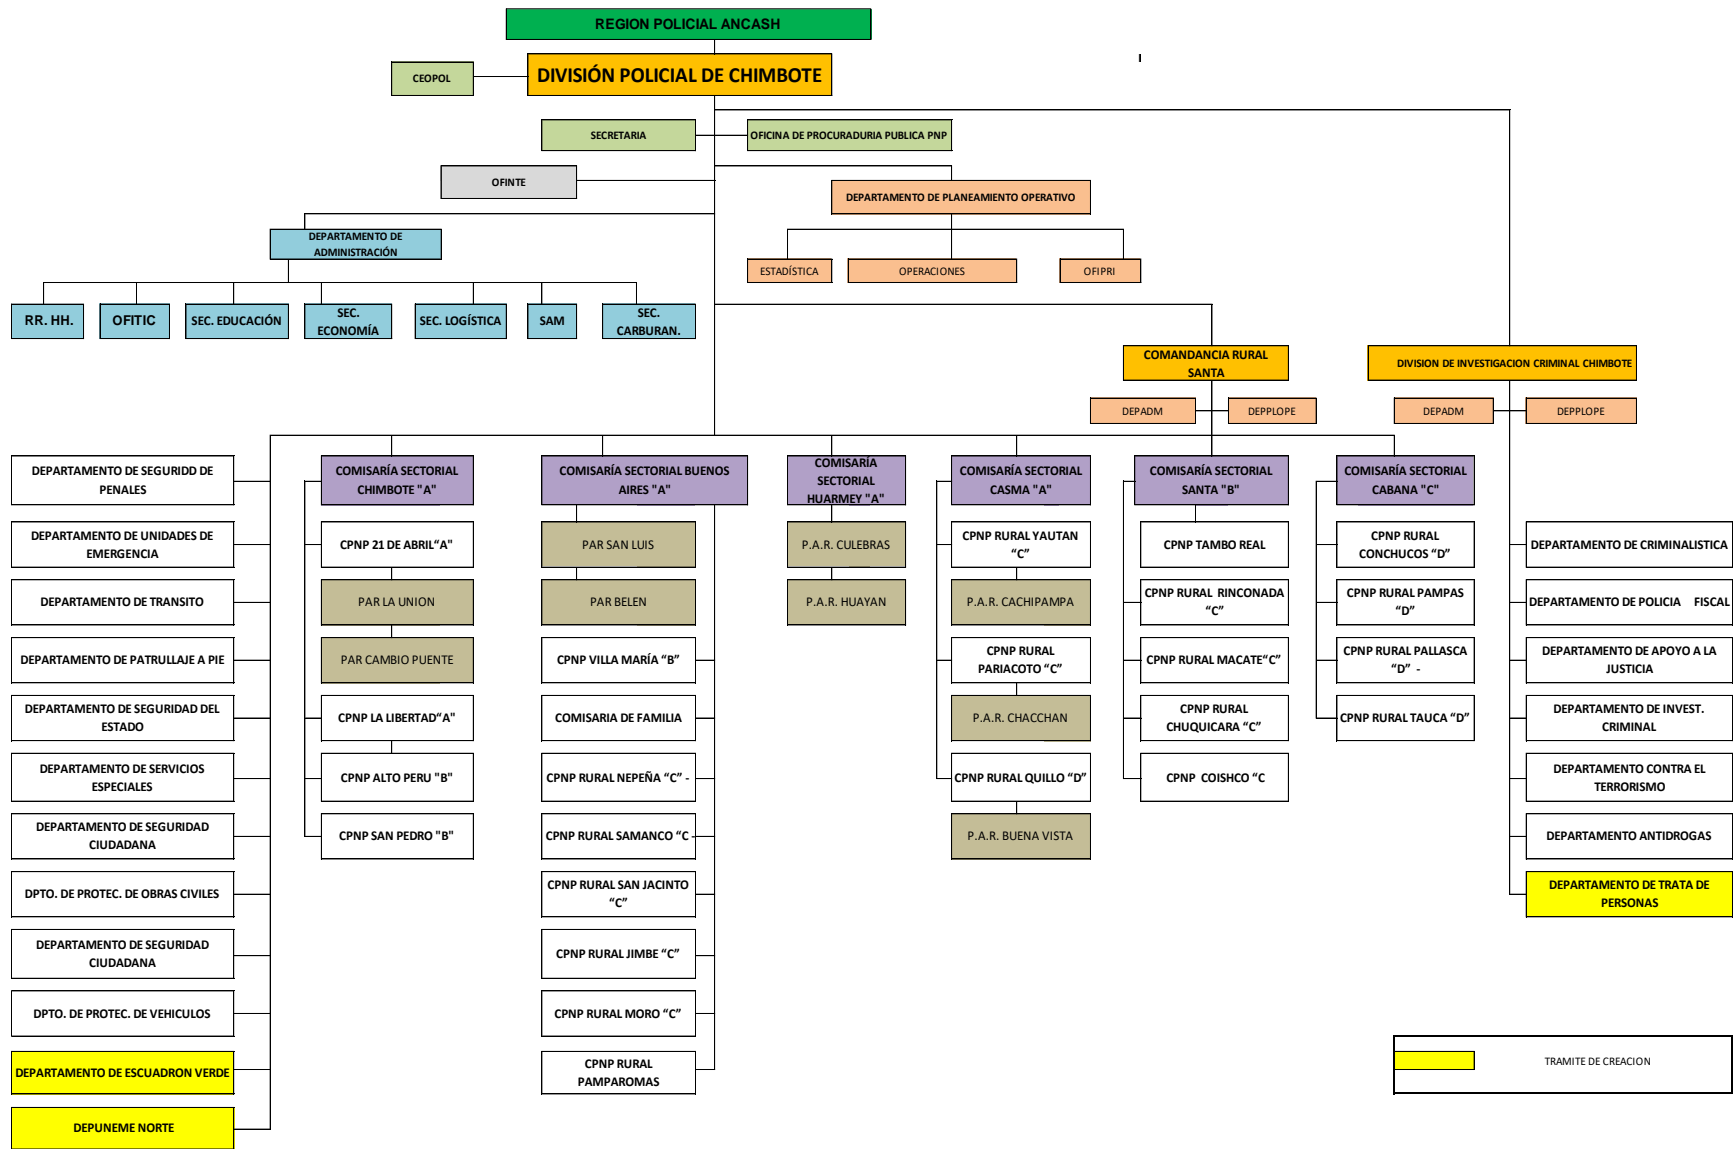 REGION POLICIAL ANCASH
CEOPOL
DIVISIÓN POLICIAL DE CHIMBOTE
SECRETARIA
OFICINA DE PROCURADURIA PUBLICA PNP
OFINTE
DEPARTAMENTO DE PLANEAMIENTO OPERATIVO
DEPARTAMENTO DE
ADMINISTRACIÓN
ESTADÍSTICA
OPERACIONES
OFIPRI
RR. HH.
OFITIC
SEC. EDUCACIÓN
SEC.
ECONOMÍA
SEC. LOGÍSTICA
SAM
SEC.
CARBURAN.
COMANDANCIA RURAL
SANTA
DIVISION DE INVESTIGACION CRIMINAL CHIMBOTE
DEPADM
DEPPLOPE
DEPADM
DEPPLOPE
DEPARTAMENTO DE SEGURIDD DE
PENALES
DEPARTAMENTO DE UNIDADES DE
EMERGENCIA
DEPARTAMENTO DE TRANSITO
DEPARTAMENTO DE PATRULLAJE A PIE
DEPARTAMENTO DE SEGURIDAD DEL
ESTADO
DEPARTAMENTO DE SERVICIOS
ESPECIALES
DEPARTAMENTO DE SEGURIDAD
CIUDADANA
DPTO. DE PROTEC. DE OBRAS CIVILES
DEPARTAMENTO DE SEGURIDAD
CIUDADANA
DPTO. DE PROTEC. DE VEHICULOS
DEPARTAMENTO DE ESCUADRON VERDE
DEPUNEME NORTE
COMISARÍA SECTORIAL
CHIMBOTE "A"
CPNP 21 DE ABRIL“A"
PAR LA UNION
PAR CAMBIO PUENTE
CPNP LA LIBERTAD“A"
CPNP ALTO PERU "B"
CPNP SAN PEDRO "B"
COMISARÍA SECTORIAL BUENOS
AIRES "A"
PAR SAN LUIS
PAR BELEN
CPNP VILLA MARÍA “B”
COMISARIA DE FAMILIA
CPNP RURAL NEPEÑA “C” -
CPNP RURAL SAMANCO “C -
CPNP RURAL SAN JACINTO
“C”
CPNP RURAL JIMBE “C”
CPNP RURAL MORO “C”
CPNP RURAL
PAMPAROMAS
COMISARÍA
SECTORIAL
HUARMEY "A"
P.A.R. CULEBRAS
P.A.R. HUAYAN
COMISARÍA SECTORIAL
CASMA "A"
CPNP RURAL YAUTAN
“C”
P.A.R. CACHIPAMPA
CPNP RURAL
PARIACOTO “C”
P.A.R. CHACCHAN
CPNP RURAL QUILLO “D”
P.A.R. BUENA VISTA
COMISARÍA SECTORIAL
SANTA "B"
CPNP TAMBO REAL
CPNP RURAL RINCONADA
“C”
CPNP RURAL MACATE“C”
CPNP RURAL
CHUQUICARA “C”
CPNP COISHCO “C
COMISARÍA SECTORIAL
CABANA "C"
CPNP RURAL
CONCHUCOS “D”
CPNP RURAL PAMPAS
“D”
CPNP RURAL PALLASCA
“D” -
CPNP RURAL TAUCA “D”
DEPARTAMENTO DE CRIMINALISTICA
DEPARTAMENTO DE POLICIA FISCAL
DEPARTAMENTO DE APOYO A LA
JUSTICIA
DEPARTAMENTO DE INVEST.
CRIMINAL
DEPARTAMENTO CONTRA EL
TERRORISMO
DEPARTAMENTO ANTIDROGAS
DEPARTAMENTO DE TRATA DE
PERSONAS
TRAMITE DE CREACION